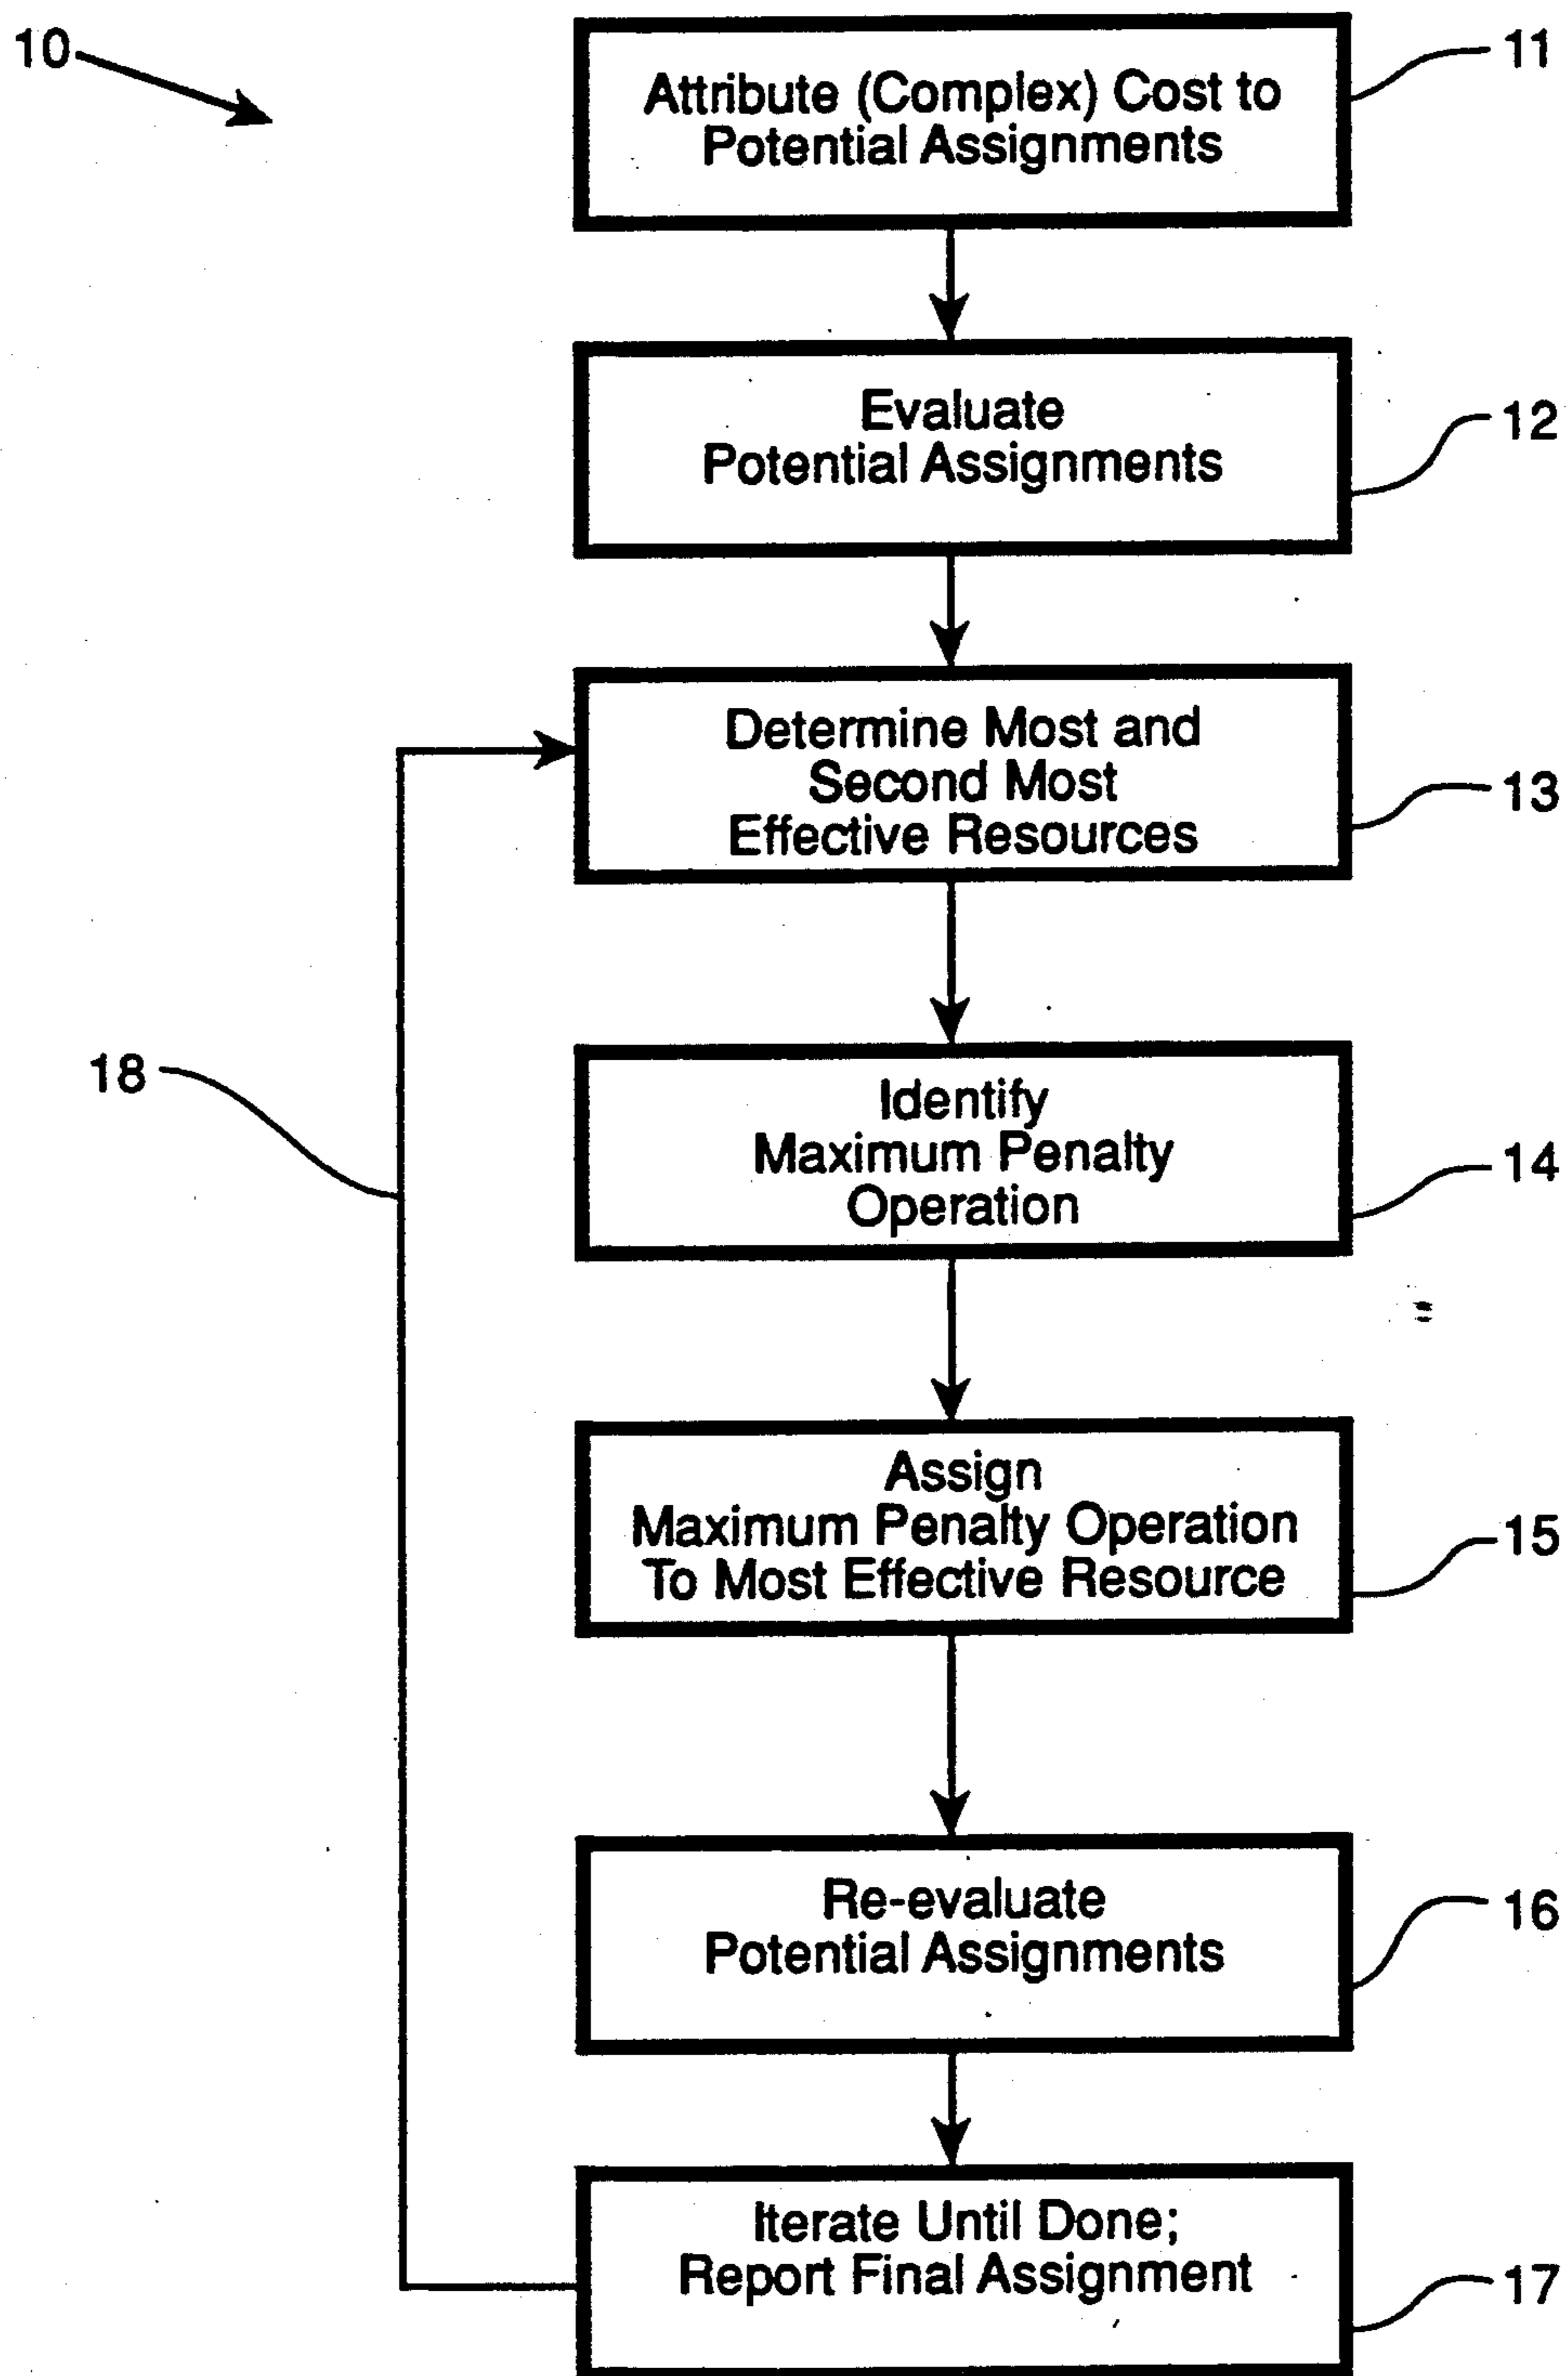 10
11
Attribute (Complex) Cost to
Potential Assignments
Evaluate
Potential Assignments
12
Determine Most and
Second Most
Effective Resources
13
18
Identify
Maximum Penalty
Operation
14
Assign
Maximum Penalty Operation
To Most Effective Resource
15
Re-evaluate
Potential Assignments
16
Iterate Until Done;
Report Final Assignment
17